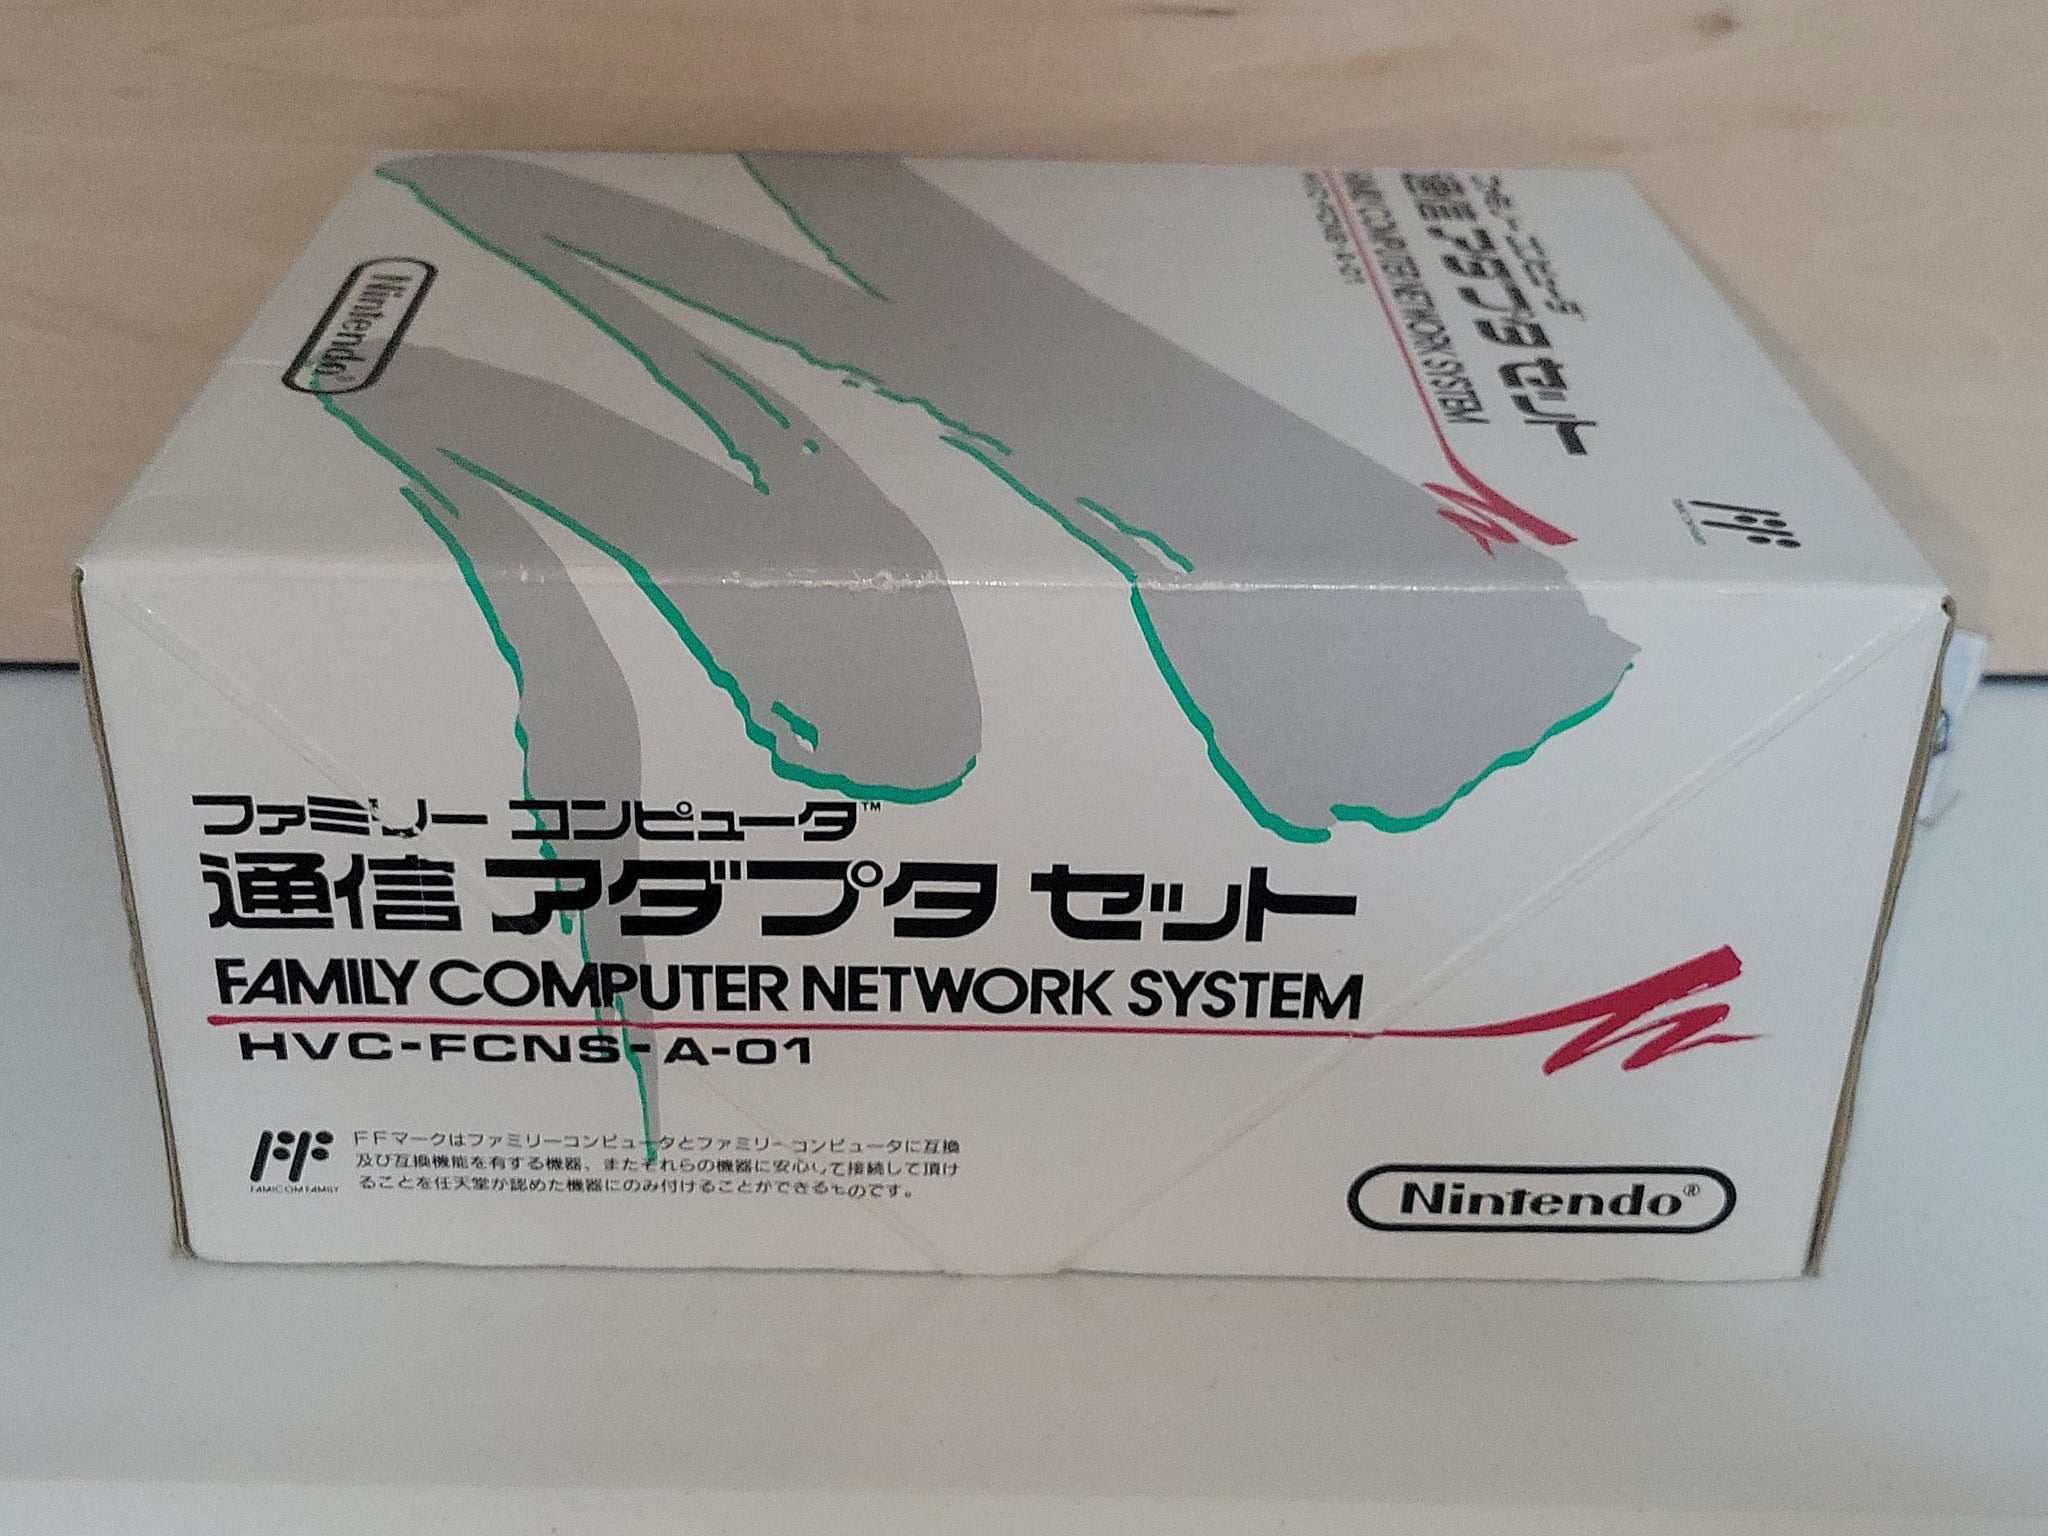 Nintendo®
通信アダプタセット
FAMILY COMPUTER NETWORK SYSTEM
HVC-FCNS-A-01
ファミリー コンピュータ™
通信 アダプタ セット
FAMILY COMPUTER NETWORK SYSTEM
HVC-FCNS-A-01
FF
FAMICOM FAMILY
FFマークはファミリーコンピュータとファミリーコンピュータに互換
及び互換機能を有する機器、またそれらの機器に安心して接続して頂け
ることを任天堂が認めた機器にのみ付けることができるものです。
Nintendo®